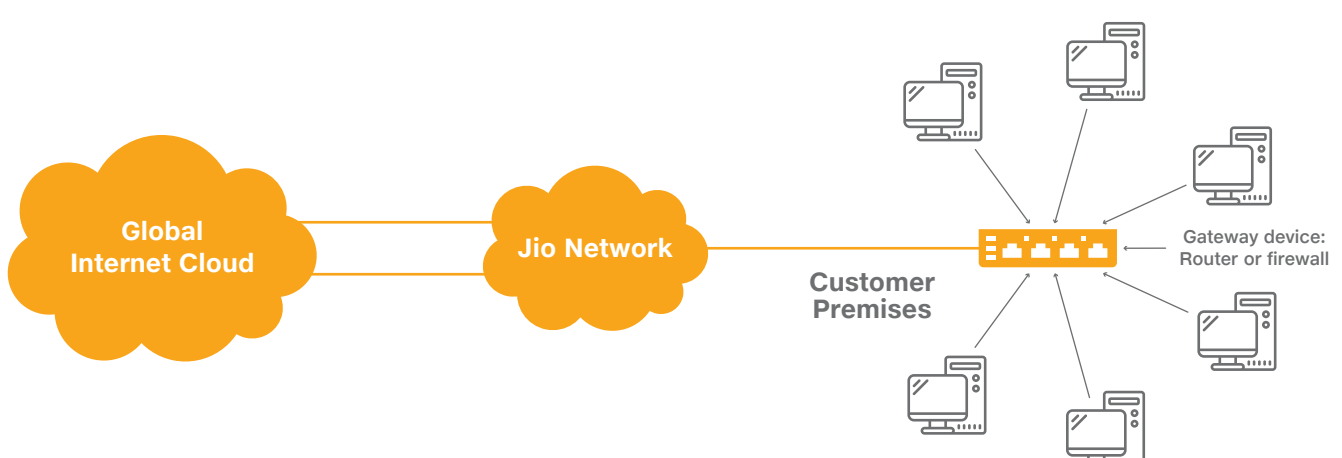 Global
Internet Cloud
Jio Network
Customer
Premises
Gateway device:
Router or firewall